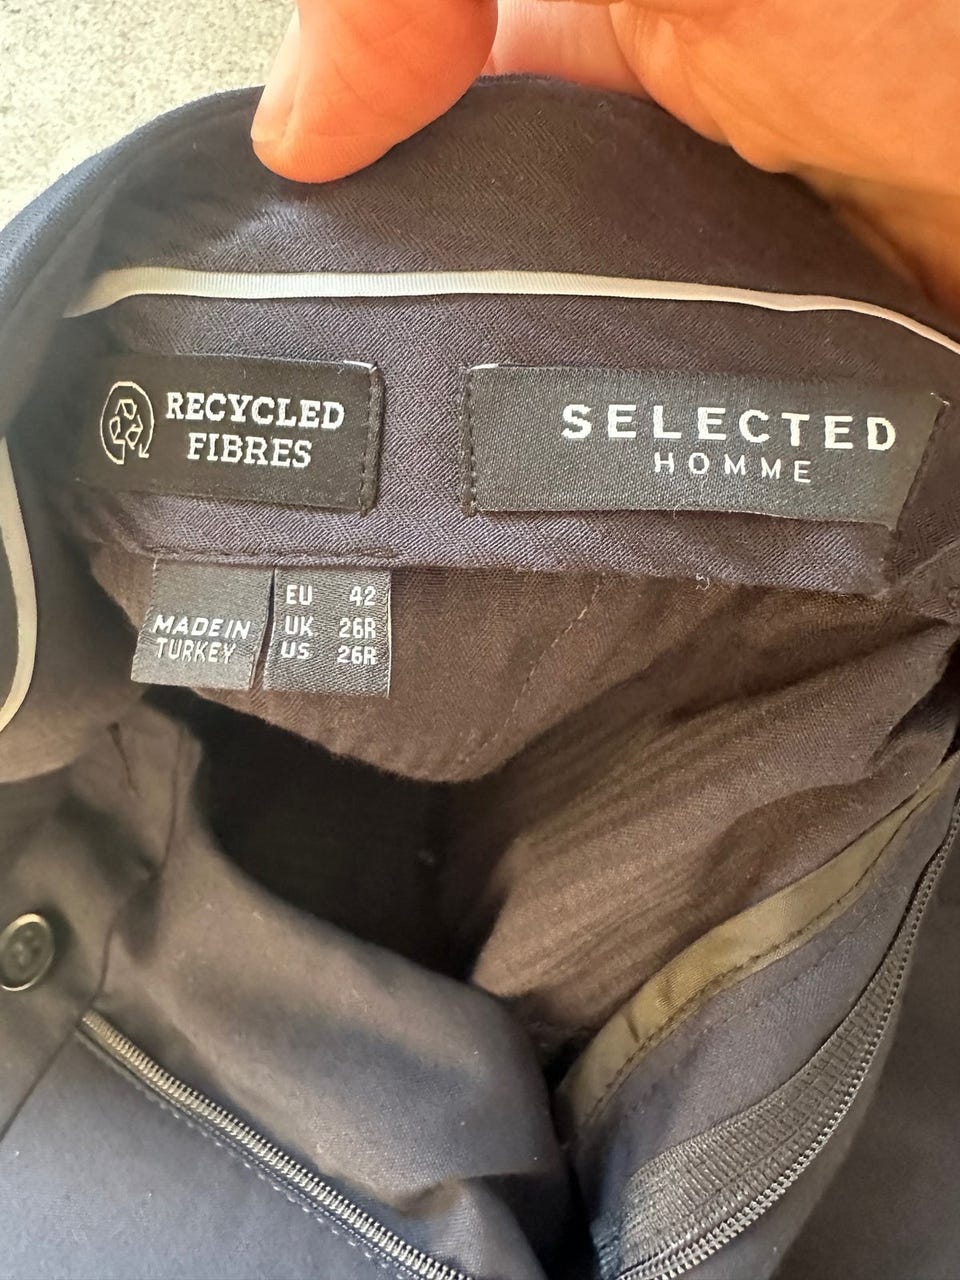 RECYCLED
FIBRES
SELECTED
HOMME
MADE IN
TURKEY
EU 42
UK 26R
US 26R